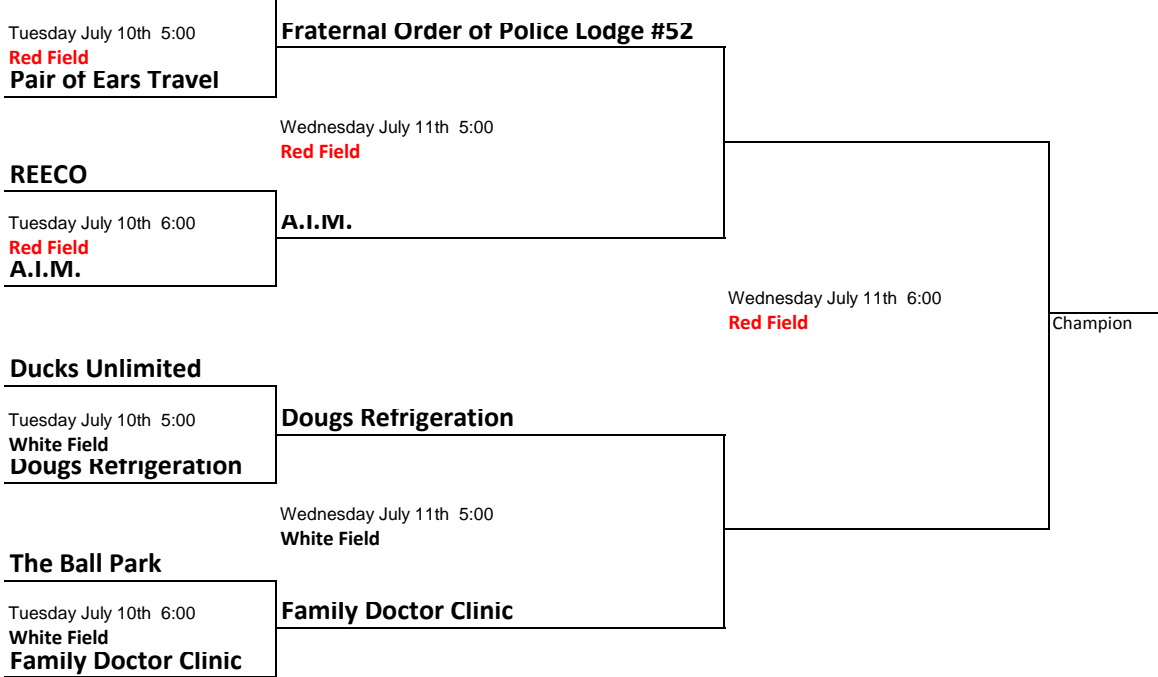 Tuesday July 10th 5:00
Fraternal Order of Police Lodge #52
Red Field
Pair of Ears Travel
Wednesday July 11th 5:00
Red Field
REECO
Tuesday July 10th 6:00
A.I.M.
Red Field
A.I.M.
Wednesday July 11th 6:00
Red Field
Champion
Ducks Unlimited
Tuesday July 10th 5:00
Dougs Refrigeration
White Field
Dougs Refrigeration
Wednesday July 11th 5:00
White Field
The Ball Park
Tuesday July 10th 6:00
Family Doctor Clinic
White Field
Family Doctor Clinic